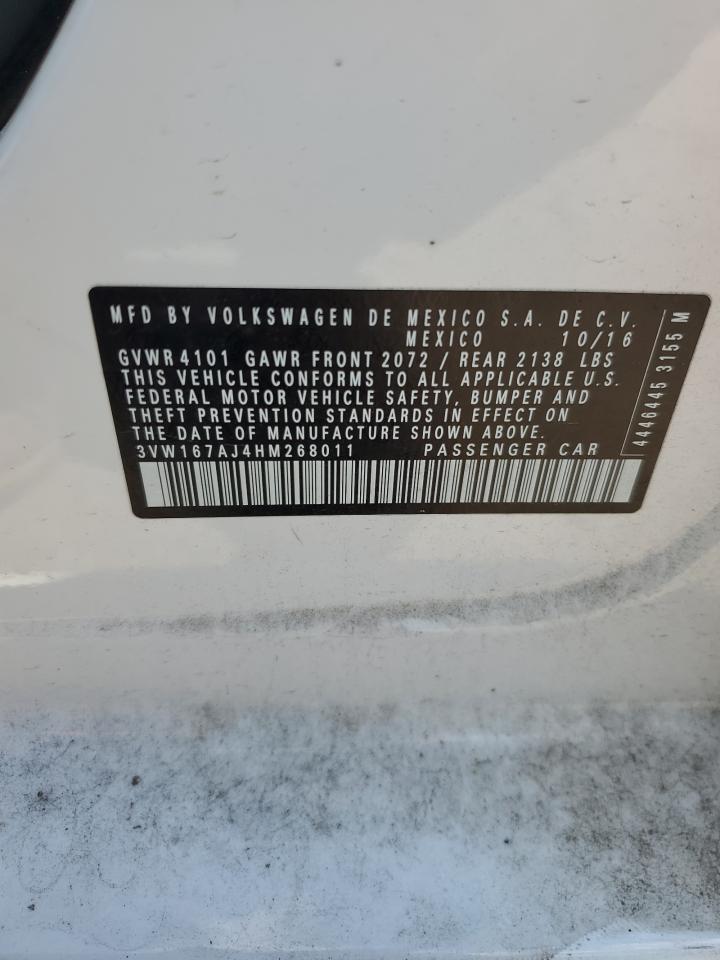 MFD BY VOLKSWAGEN DE MEXICO S.A. DE C.V.
MEXICO 10/16
GVWR 4101 GAWR FRONT 2072 / REAR 2138 LBS
THIS VEHICLE CONFORMS TO ALL APPLICABLE U.S.
FEDERAL MOTOR VEHICLE SAFETY, BUMPER AND
THEFT PREVENTION STANDARDS IN EFFECT ON
THE DATE OF MANUFACTURE SHOWN ABOVE.
3VW167AJ4HM268011 PASSENGER CAR
4446445 3155 M